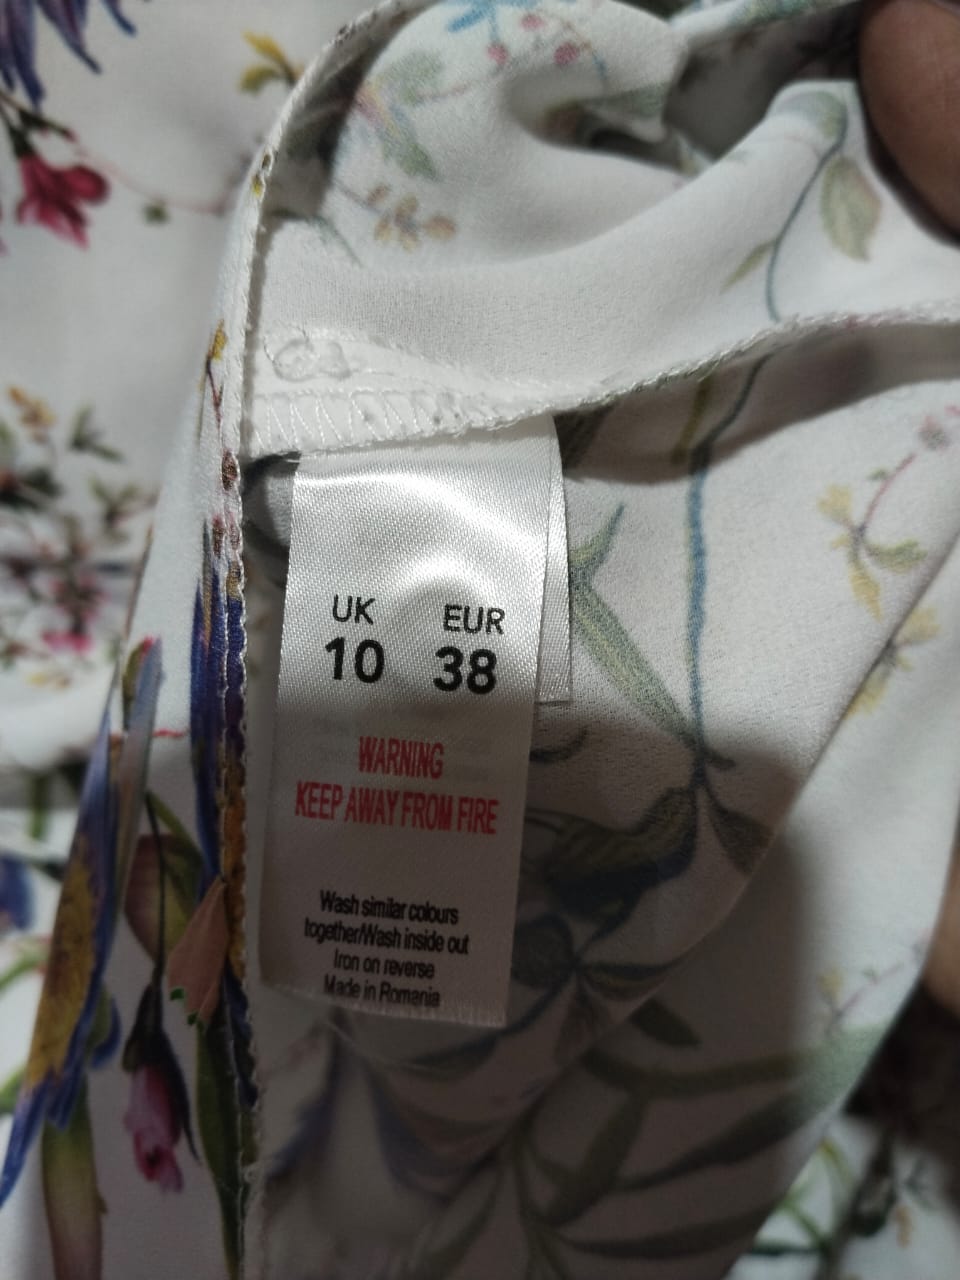 UK EUR
10 38
WARNING
KEEP AWAY FROM FIRE
Wash similar colours
together/Wash inside out
Iron on reverse
Made in Romania